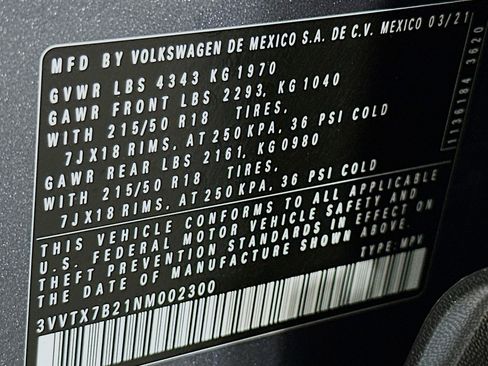 MFD BY VOLKSWAGEN DE MEXICO S.A. DE C.V. MEXICO 03/21
GVWR LBS 4343 KG 1970
GAWR FRONT LBS 2293, KG 1040
WITH 215/50 R18 TIRES,
7JX18 RIMS, AT 250 KPA, 36 PSI COLD
GAWR REAR LBS 2161, KG 0980
WITH 215/50 R18 TIRES,
7JX18 RIMS, AT 250 KPA, 36 PSI COLD
THIS VEHICLE CONFORMS TO ALL APPLICABLE
U.S. FEDERAL MOTOR VEHICLE SAFETY AND
THEFT PREVENTION STANDARDS IN EFFECT ON
THE DATE OF MANUFACTURE SHOWN ABOVE.
TYPE: MPV
3VVTX7B21NM002300
11361184 3620